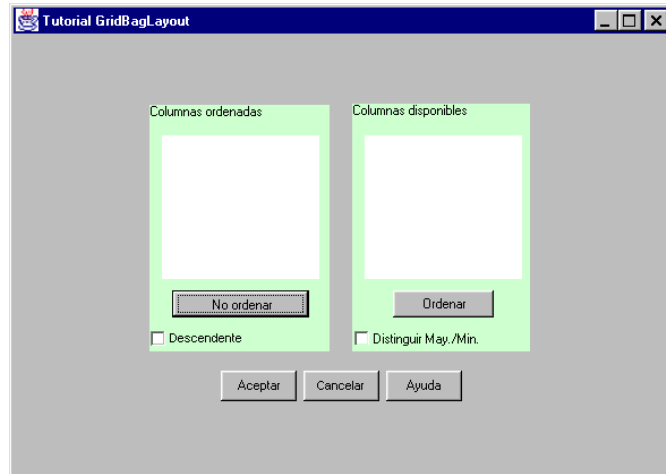 Tutorial GridBagLayout
Columnas ordenadas
Columnas disponibles
No ordenar
Ordenar
Descendente
Distinguir May./Min.
Aceptar
Cancelar
Ayuda